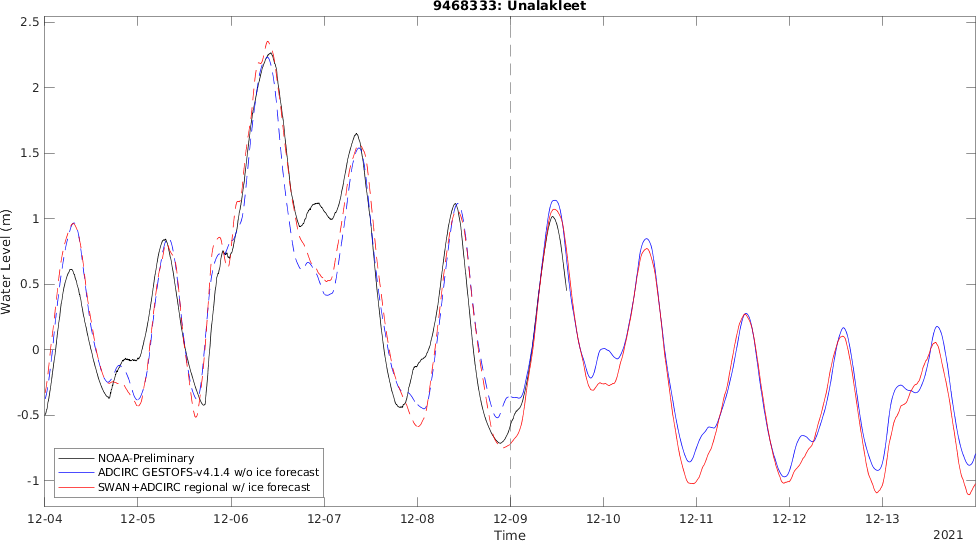 9468333: Unalakleet
2.5
2
1.5
1
0.5
0
-0.5
-1
Water Level (m)
NOAA-Preliminary
ADCIRC GESTOFS-v4.1.4 w/o ice forecast
SWAN+ADCIRC regional w/ ice forecast
12-04 12-05 12-06 12-07 12-08 12-09 12-10 12-11 12-12 12-13
Time
2021